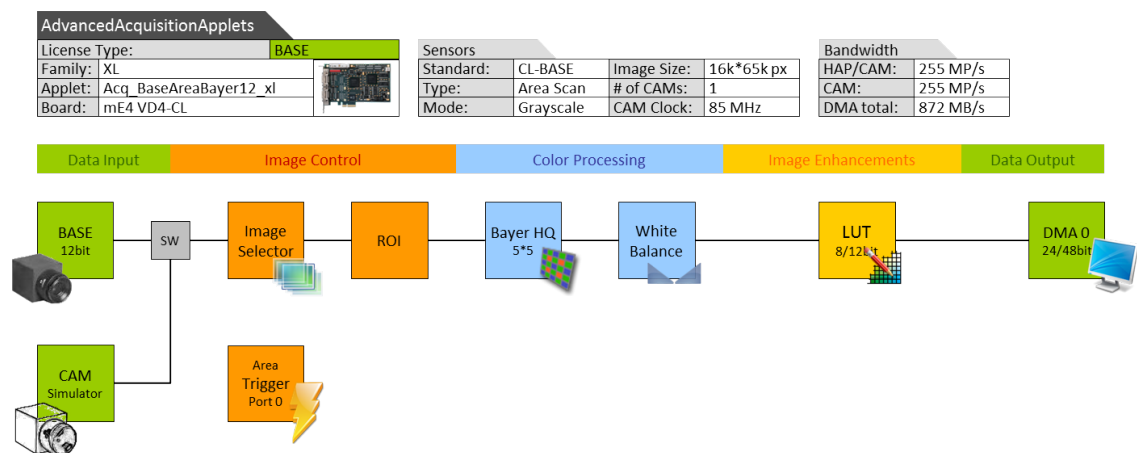 AdvancedAcquisitionApplets
License Type: BASE
Family: XL
Applet: Acq_BaseAreaBayer12_xl
Board: mE4 VD4-CL
Sensors
Standard: CL-BASE Image Size: 16k*65k px
Type: Area Scan # of CAMs: 1
Mode: Grayscale CAM Clock: 85 MHz
Bandwidth
HAP/CAM: 255 MP/s
CAM: 255 MP/s
DMA total: 872 MB/s
Data Input Image Control Color Processing Image Enhancements Data Output
BASE
12bit
SW
Image
Selector
ROI
Bayer HQ
5*5
White
Balance
LUT
8/12bit
DMA 0
24/48bit
CAM
Simulator
Area
Trigger
Port 0